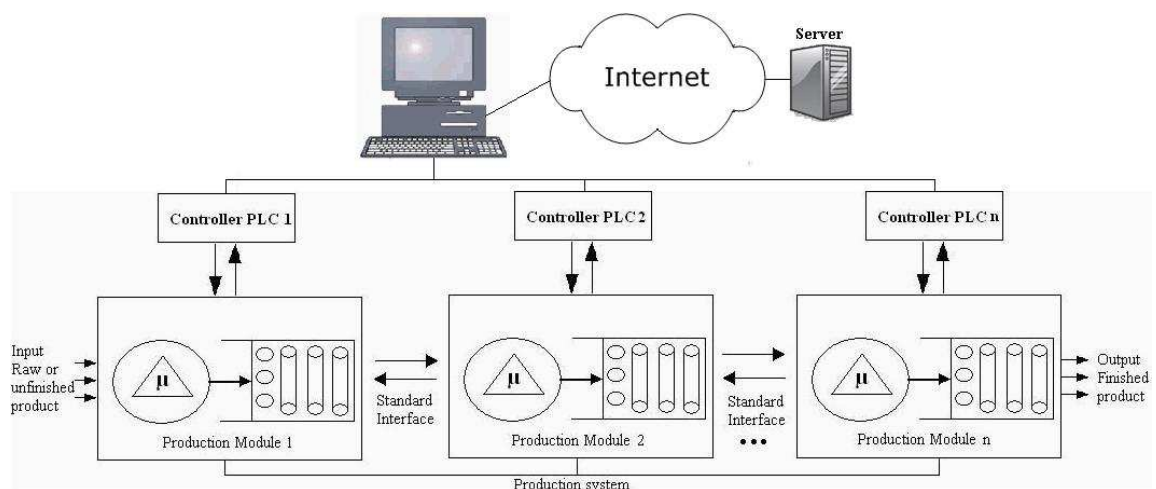 Server
Internet
Controller PLC 1
Controller PLC 2
Controller PLC n
Input
Raw or
unfinished
product
μ
Production Module 1
Standard
Interface
μ
Production Module 2
Standard
Interface
•••
μ
Production Module n
Output
Finished
product
Production system